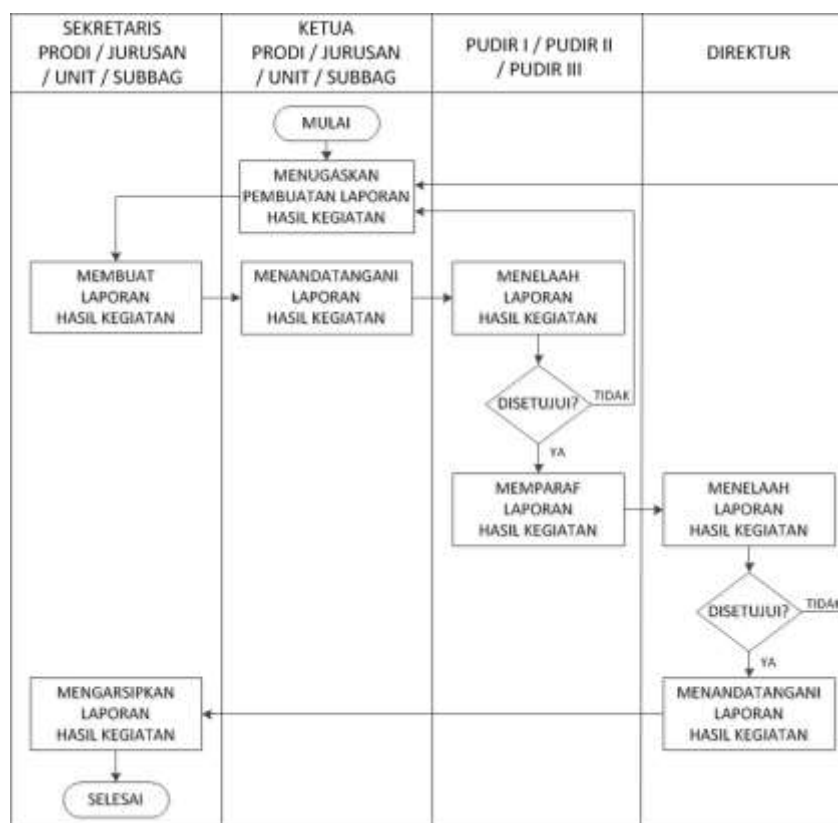 SEKRETARIS
PRODI / JURUSAN
/ UNIT / SUBBAG
KETUA
PRODI / JURUSAN
/ UNIT / SUBBAG
PUDIR I / PUDIR II
/ PUDIR III
DIREKTUR
MULAI
MENUGASKAN
PEMBUATAN LAPORAN
HASIL KEGIATAN
MEMBUAT
LAPORAN
HASIL KEGIATAN
MENANDATANGANI
LAPORAN
HASIL KEGIATAN
MENELAAH
LAPORAN
HASIL KEGIATAN
DISETUJUI?
TIDAK
YA
MEMPARAF
LAPORAN
HASIL KEGIATAN
MENELAAH
LAPORAN
HASIL KEGIATAN
DISETUJUI?
TIDAK
YA
MENANDATANGANI
LAPORAN
HASIL KEGIATAN
MENGARSIPKAN
LAPORAN
HASIL KEGIATAN
SELESAI